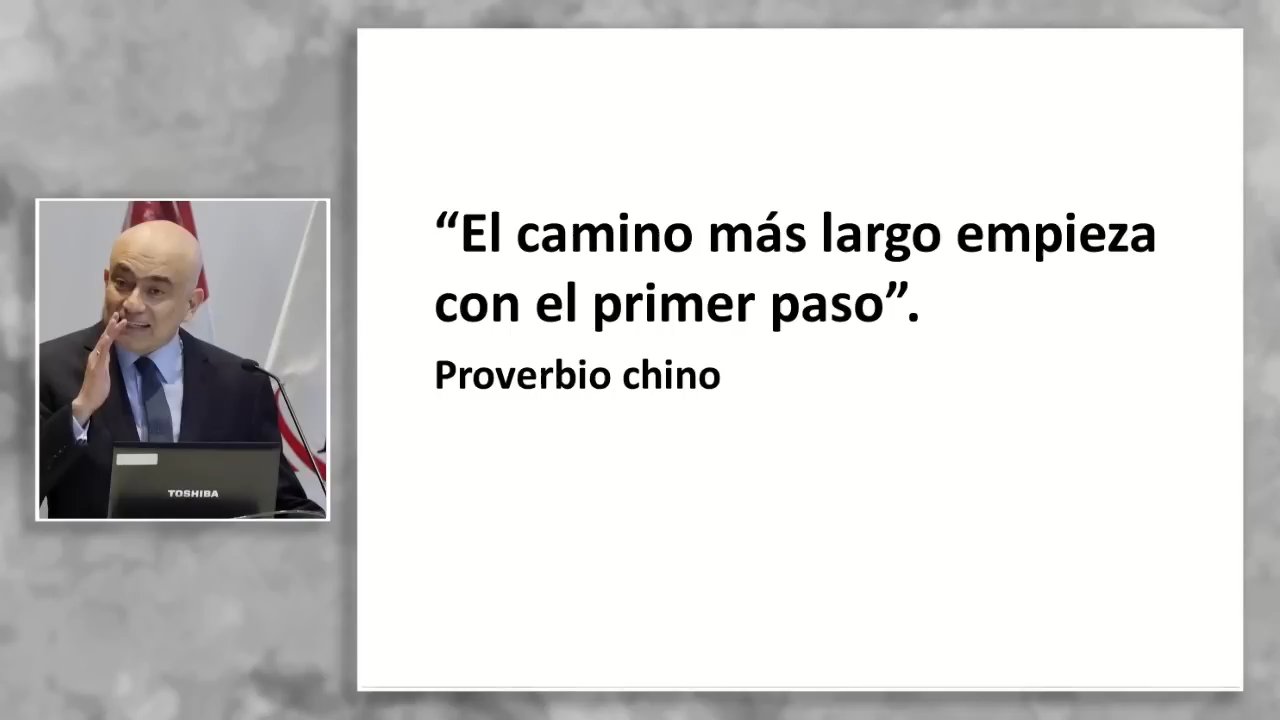 “El camino más largo empieza
con el primer paso”.
Proverbio chino
TOSHIBA